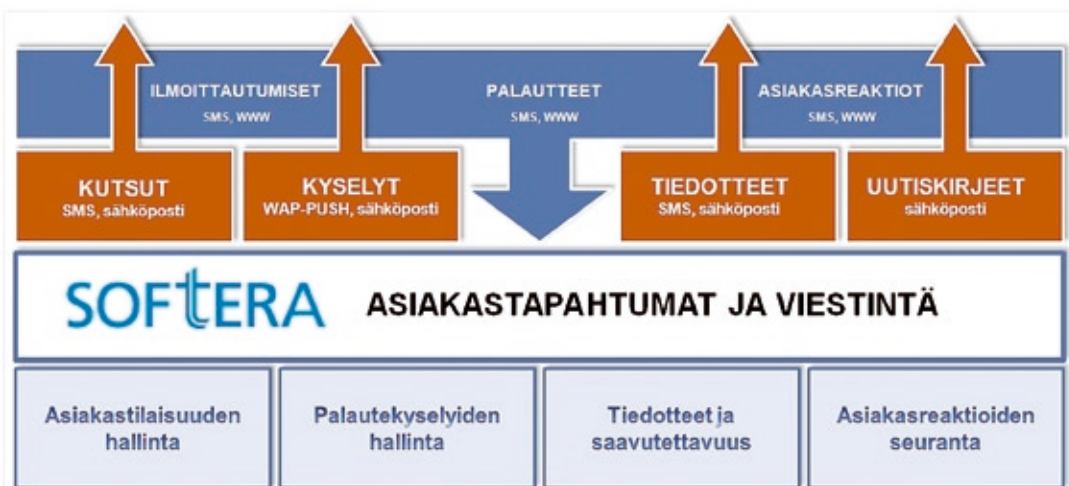 ILMOITTAUTUMISET
SMS, WWW
PALAUTTEET
SMS, WWW
ASIAKASREAKTIOT
SMS, WWW
KUTSUT
SMS, sähköposti
KYSELYT
WAP-PUSH, sähköposti
TIEDOTTEET
SMS, sähköposti
UUTISKIRJEET
sähköposti
SOFTERA ASIAKASTAPAHTUMAT JA VIESTINTÄ
Asiakastilaisuuden
hallinta
Palautekyselyiden
hallinta
Tiedotteet ja
saavutettavuus
Asiakasreaktioiden
seuranta